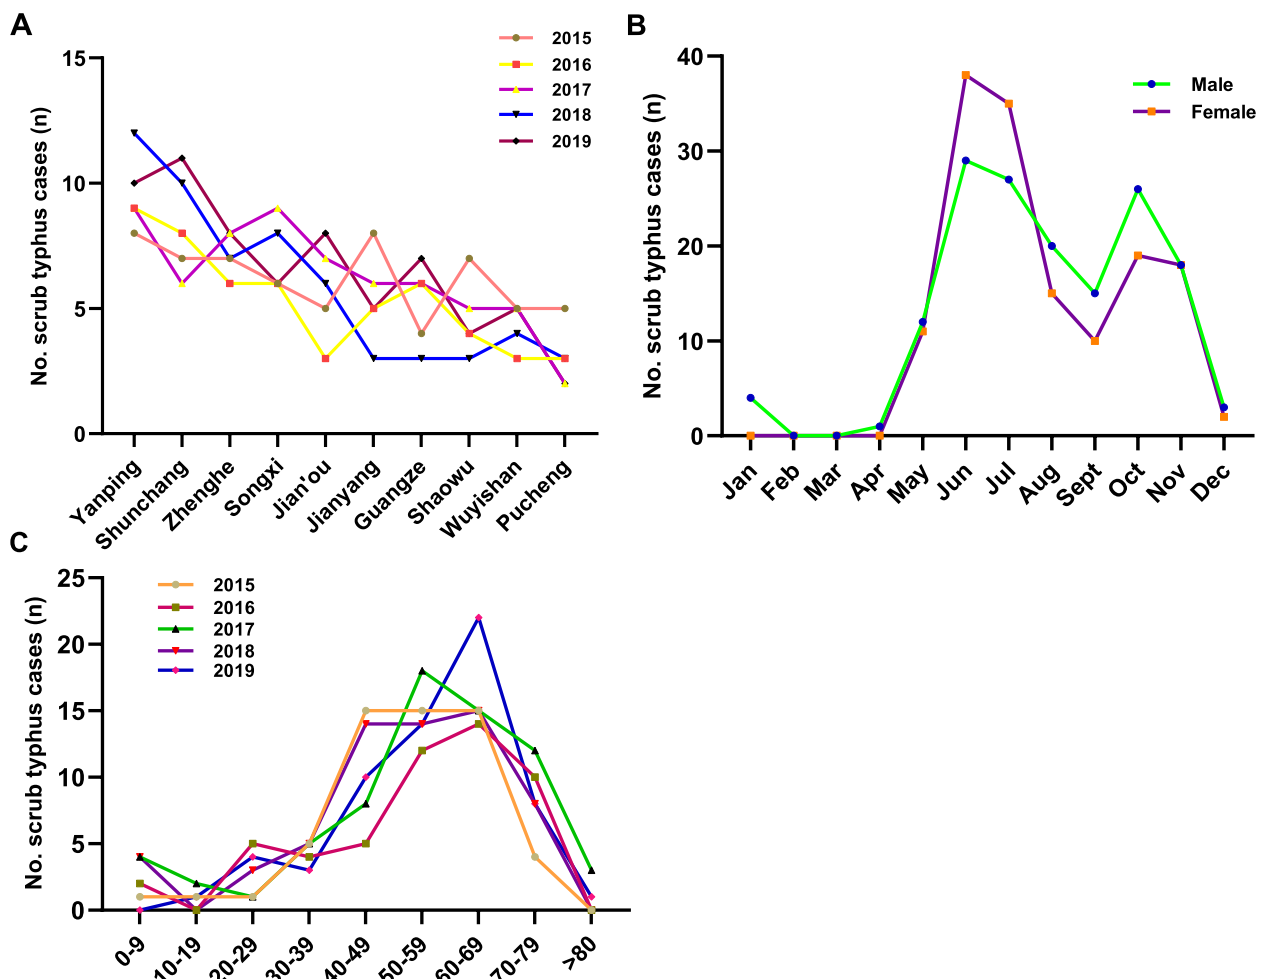 A
No. scrub typhus cases (n)
15
10
5
0
2015
2016
2017
2018
2019
Yanping
Shunchang
Zhenghe
Songxi
Jian'ou
Jianyang
Guangze
Shaowu
Wuyishan
Pucheng
B
No. scrub typhus cases (n)
40
30
20
10
0
Male
Female
Jan
Feb
Mar
Apr
May
Jun
Jul
Aug
Sept
Oct
Nov
Dec
C
No. scrub typhus cases (n)
25
20
15
10
5
0
2015
2016
2017
2018
2019
0-9
10-19
20-29
30-39
40-49
50-59
60-69
70-79
>80